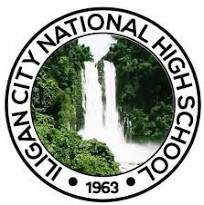 ILIGAN CITY NATIONAL HIGH SCHOOL
• 1963 •